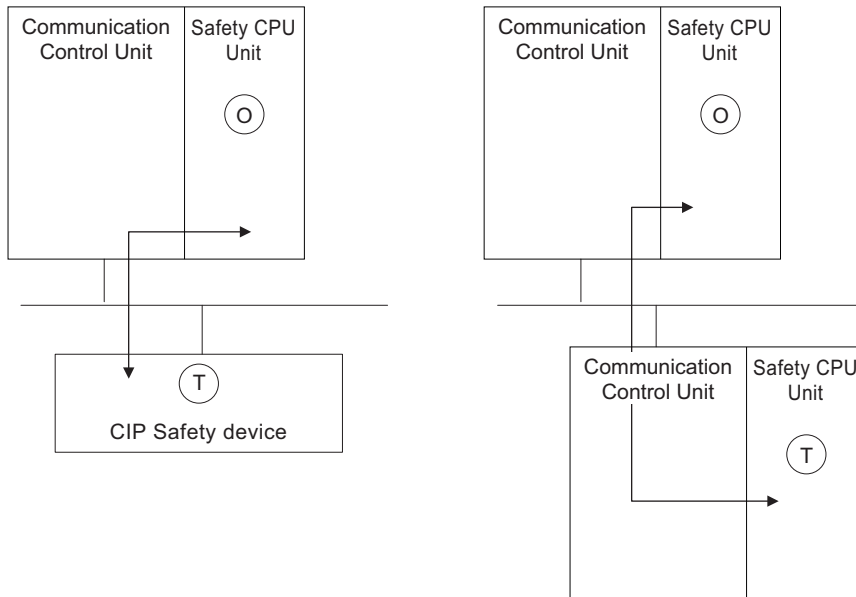 Communication
Control Unit
Safety CPU
Unit
O
T
CIP Safety device
Communication
Control Unit
Safety CPU
Unit
O
Communication
Control Unit
Safety CPU
Unit
T